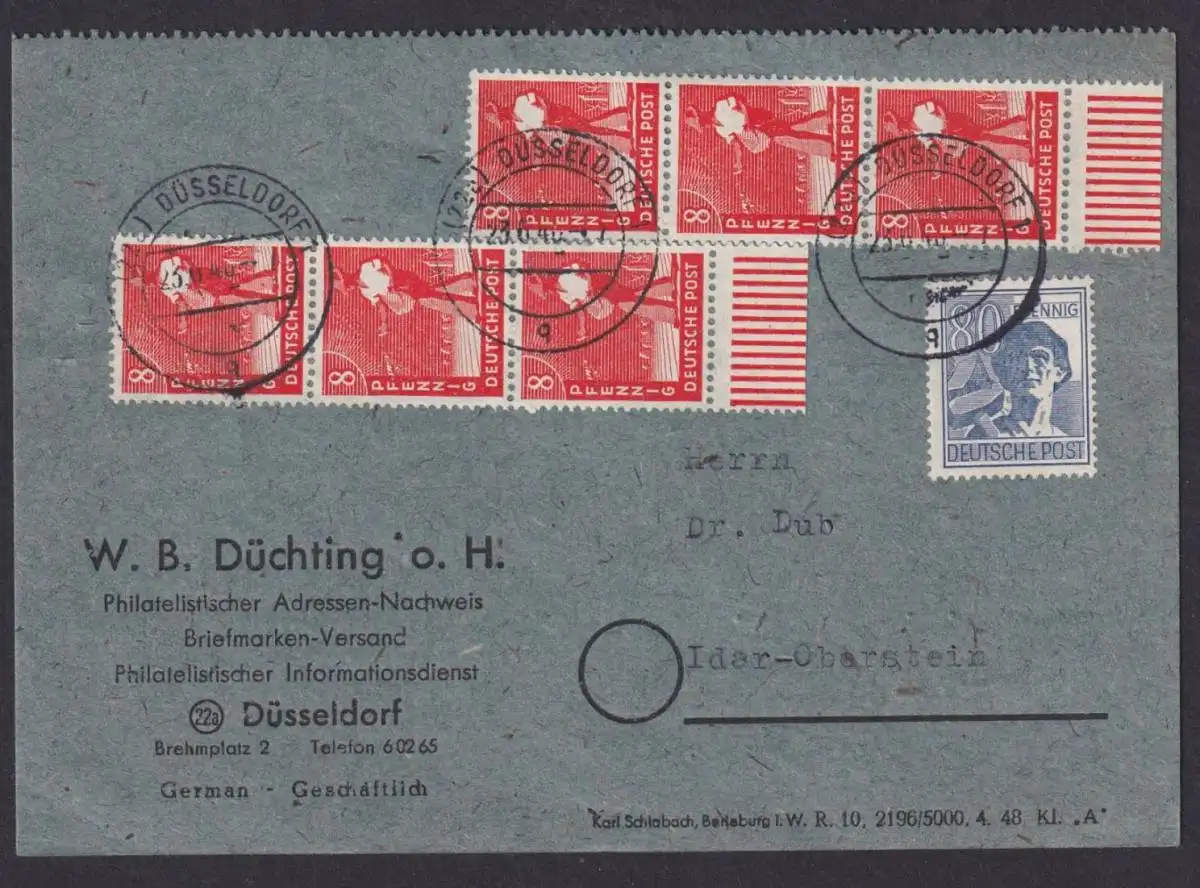 8 PFENNIG DEUTSCHE POST
8 PFENNIG DEUTSCHE POST
8 PFENNIG DEUTSCHE POST
(22a) DÜSSELDORF
q
DÜSSELDORF
q
DÜSSELDORF
8 PFENNIG DEUTSCHE POST
8 PFENNIG DEUTSCHE POST
8 PFENNIG DEUTSCHE POST
80 PFENNIG
DEUTSCHE POST
Herrn
Dr. Dub
Idar-Oberstein
W. B. Düchting o. H.
Philatelistischer Adressen-Nachweis
Briefmarken-Versand
Philatelistischer Informationsdienst
22a Düsseldorf
Brehmplatz 2 Telefon 60265
German - Geschäftlich
Karl Schlabach, Berleburg i. W. R. 10, 2196/5000, 4. 48 Kl. „A"